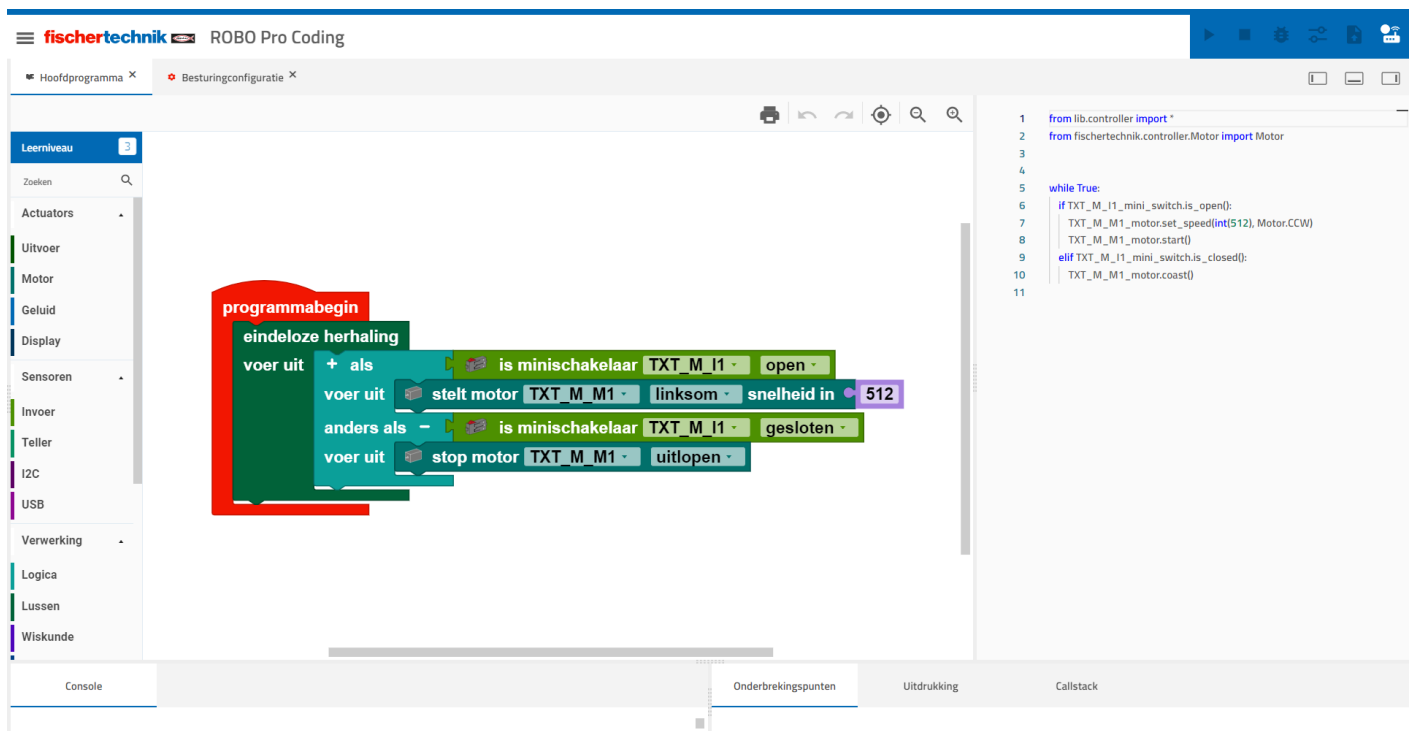 fischertechnik ROBO Pro Coding
Hoofdprogramma ×
Besturingconfiguratie ×
Leerniveau 3
Zoeken
Actuators
Uitvoer
Motor
Geluid
Display
Sensoren
Invoer
Teller
I2C
USB
Verwerking
Logica
Lussen
Wiskunde
programmabegin
eindeloze herhaling
voer uit + als is minischakelaar TXT_M_I1 open
voer uit stelt motor TXT_M_M1 linksom snelheid in 512
anders als − is minischakelaar TXT_M_I1 gesloten
voer uit stop motor TXT_M_M1 uitlopen
1 from lib.controller import *
2 from fischertechnik.controller.Motor import Motor
3
4
5 while True:
6 if TXT_M_I1_mini_switch.is_open():
7 TXT_M_M1_motor.set_speed(int(512), Motor.CCW)
8 TXT_M_M1_motor.start()
9 elif TXT_M_I1_mini_switch.is_closed():
10 TXT_M_M1_motor.coast()
11
Console
Onderbrekingspunten
Uitdrukking
Callstack